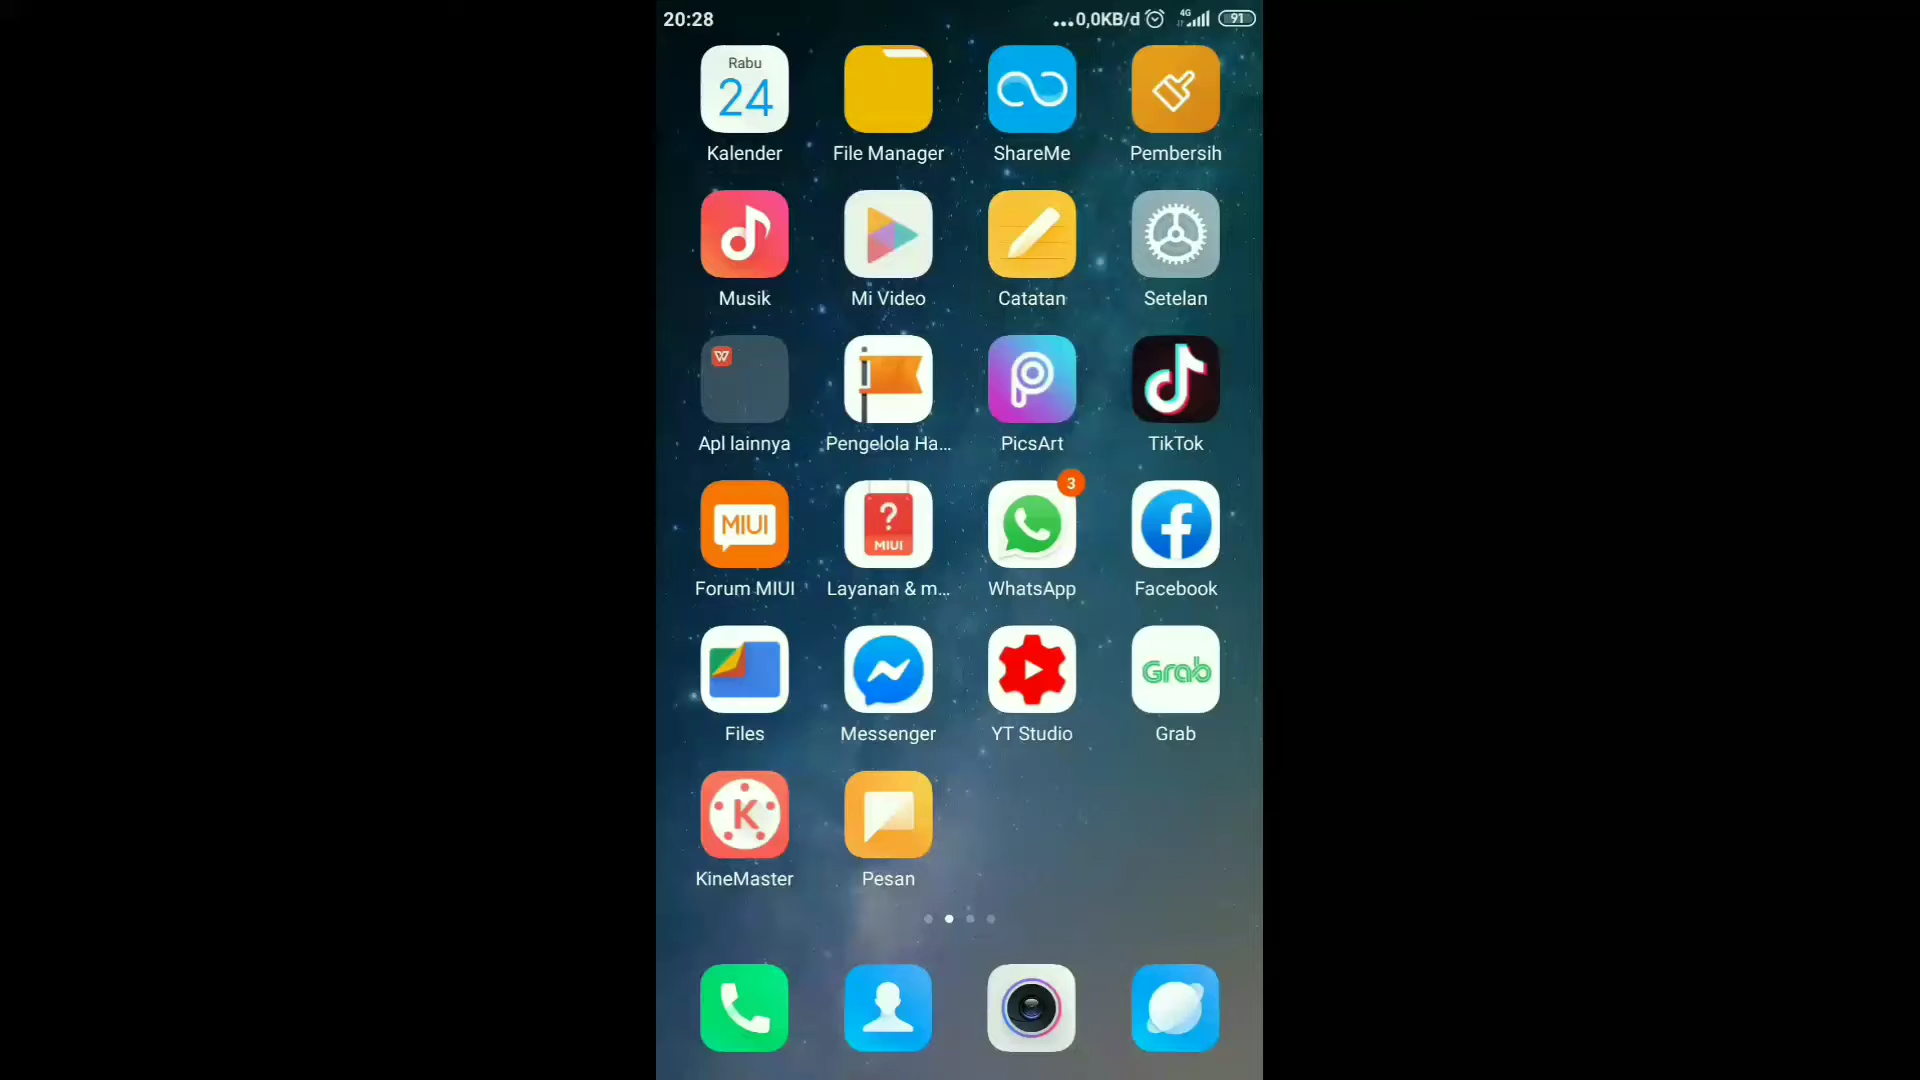 20:28
...0,0KB/d 4G 91
Rabu
24
Kalender
File Manager
ShareMe
Pembersih
Musik
Mi Video
Catatan
Setelan
W
Apl lainnya
Pengelola Ha...
PicsArt
TikTok
MIUI
Forum MIUI
?
MIUI
Layanan & m...
3
WhatsApp
Facebook
Files
Messenger
YT Studio
Grab
Grab
K
KineMaster
Pesan